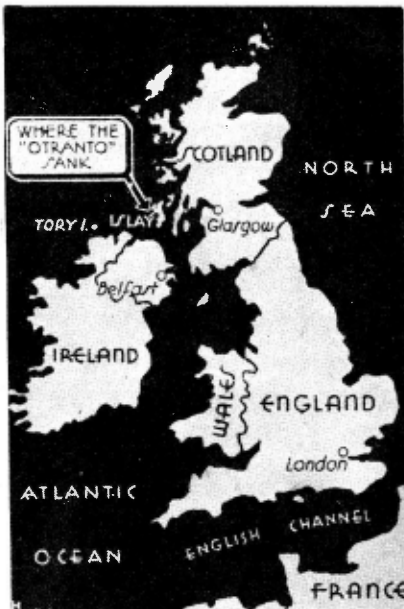 WHERE THE
"OTRANTO"
SANK
SCOTLAND
NORTH
SEA
TORY I.
ISLAY
Glasgow
Belfast
IRELAND
WALES
ENGLAND
London
ATLANTIC
OCEAN
ENGLISH CHANNEL
FRANCE
H